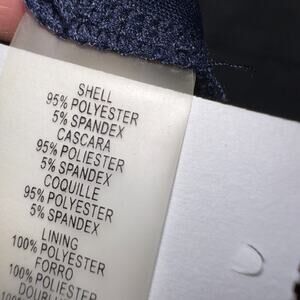 SHELL
95% POLYESTER
5% SPANDEX
CASCARA
95% POLIESTER
5% SPANDEX
COQUILLE
95% POLYESTER
5% SPANDEX
LINING
100% POLYESTER
FORRO
100% POLIESTER